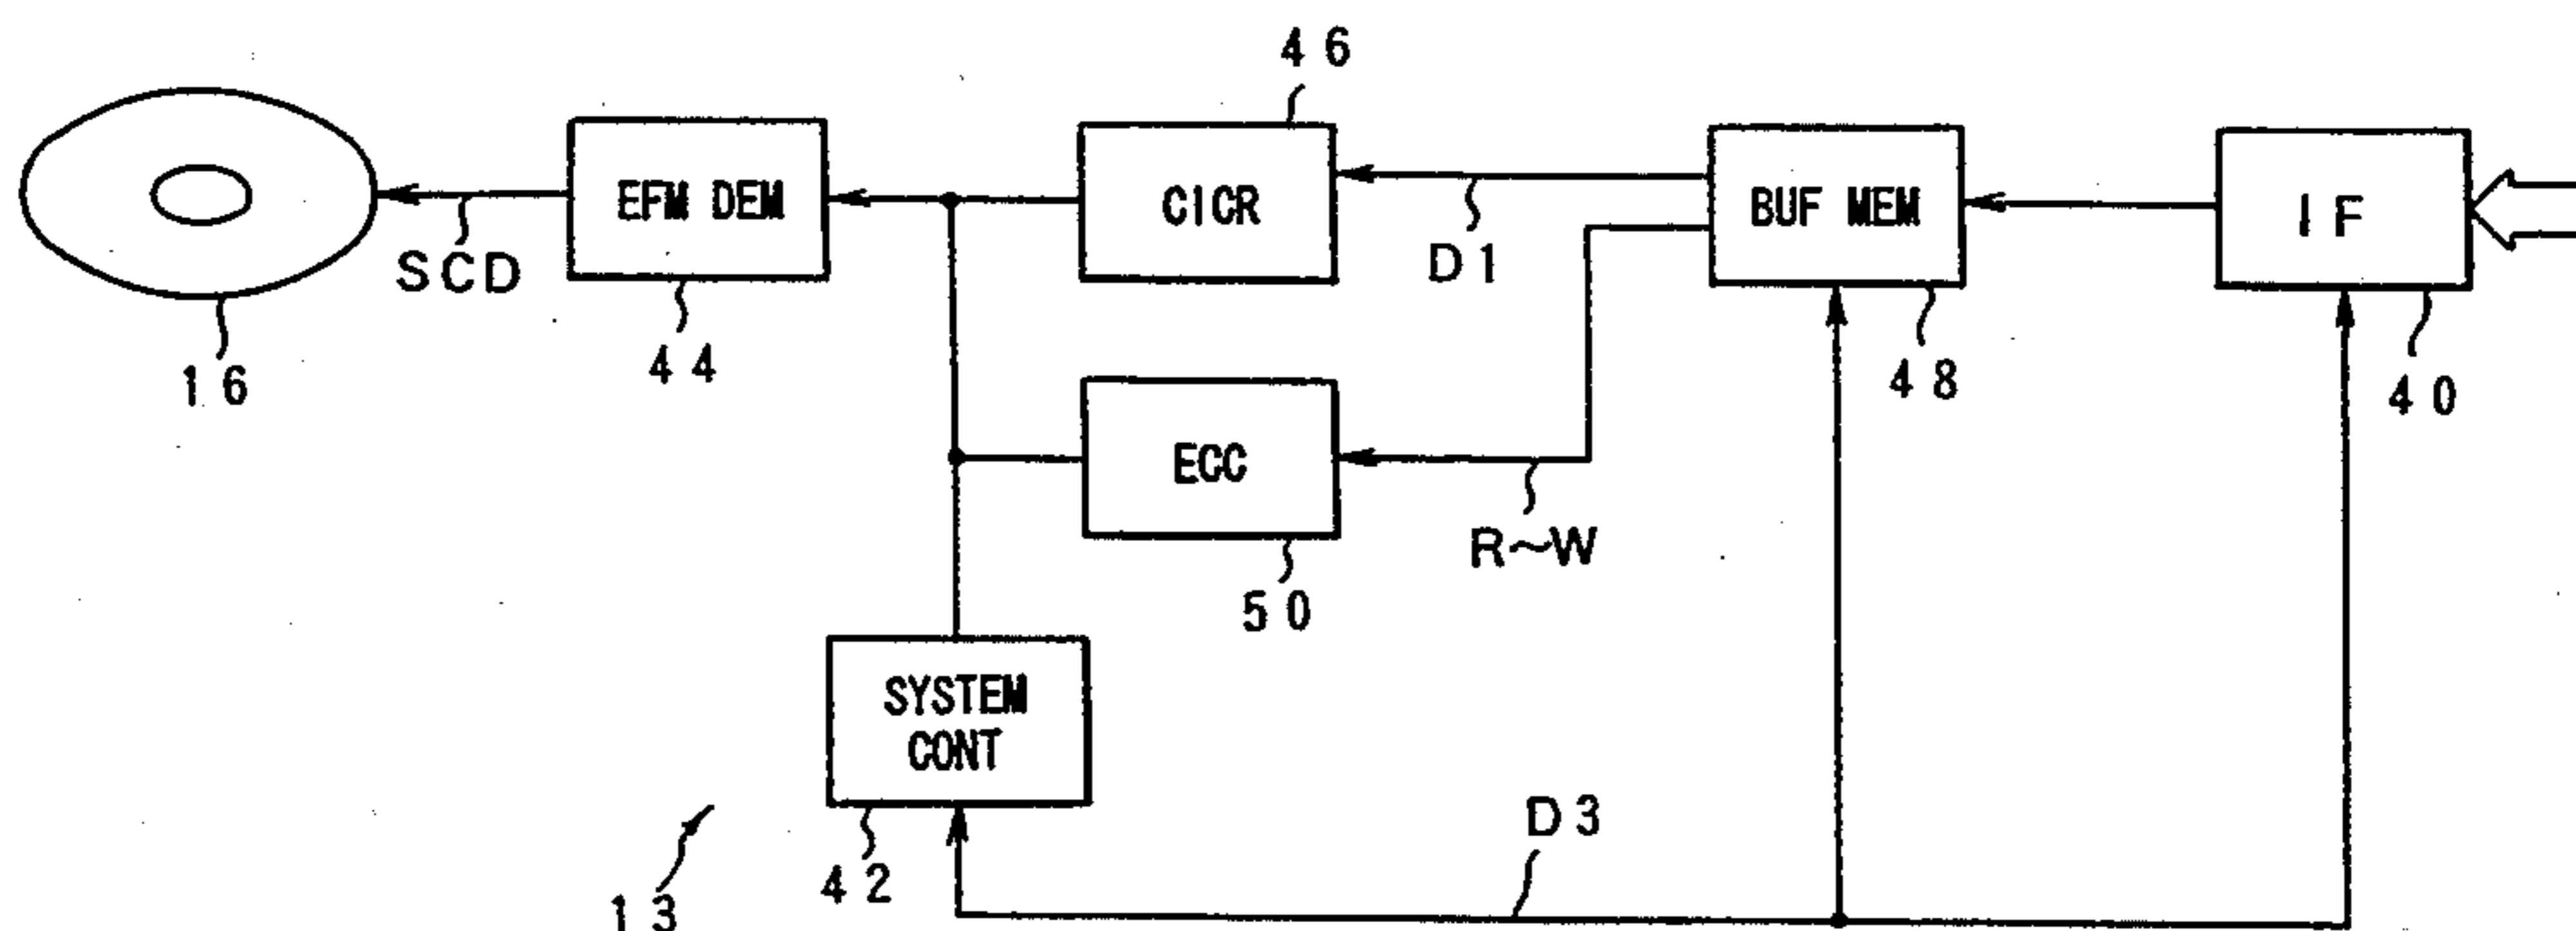 46
EFM DEM
CICR
BUF MEM
IF
SCD
D1
44
48
16
40
ECC
R~W
50
SYSTEM
CONT
D3
42
13